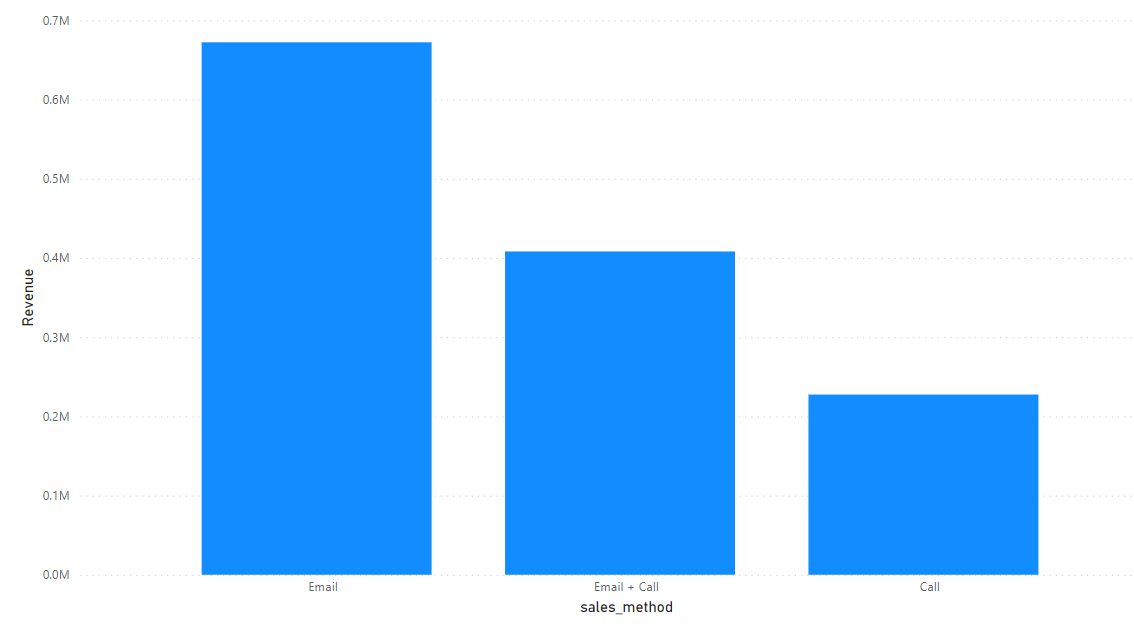 0.7M
0.6M
0.5M
0.4M
0.3M
0.2M
0.1M
0.0M
Revenue
Email
Email + Call
Call
sales_method